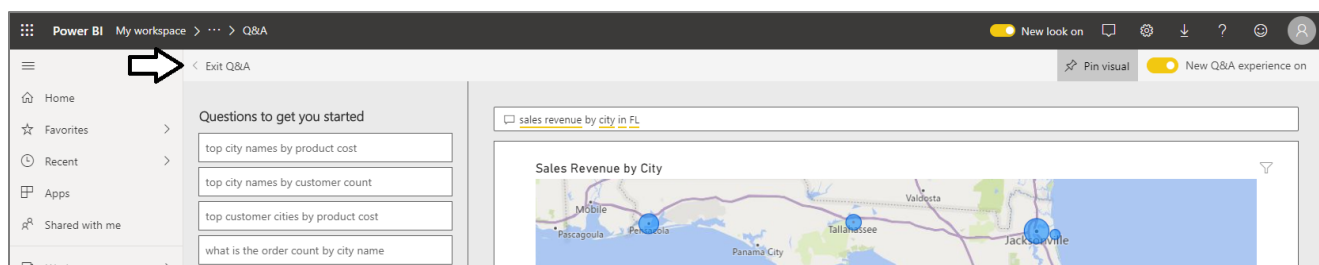 Power BI My workspace > ··· > Q&A New look on ?
Exit Q&A Pin visual New Q&A experience on
Home
Favorites
Recent
Apps
Shared with me
Questions to get you started
top city names by product cost
top city names by customer count
top customer cities by product cost
what is the order count by city name
sales revenue by city in FL
Sales Revenue by City
Mobile
Valdosta
Pascagoula
Pensacola
Tallahassee
Jacksonville
Panama City